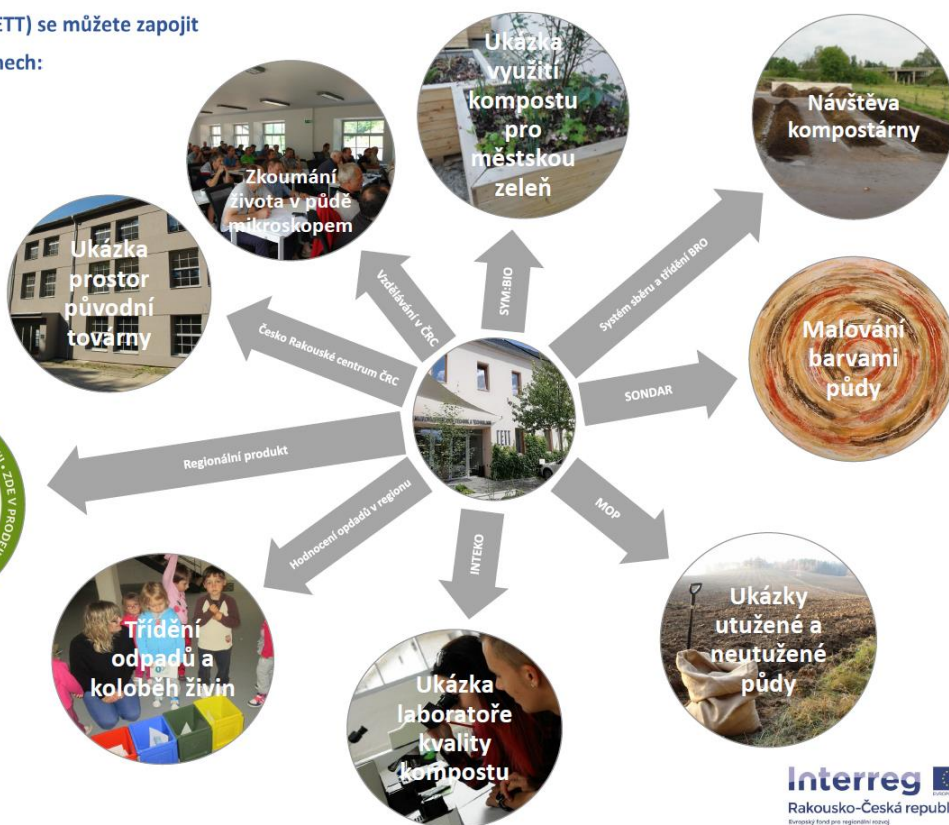 ETT) se můžete zapojit
nech:
Ukázka
využití
kompostu
pro
městskou
zeleň
Návštěva
kompostárny
Zkoumání
života v půdě
mikroskopem
Ukázka
prostor
původní
továrny
Malování
barvami
půdy
Vzdělávání v ČRC
SYM:BIO
Systém sběru a třídění BRO
Česko Rakouské centrum ČRC
SONDAR
Regionální produkt
Hodnocení opdadů v regionu
INTEKO
MOP
ZDE V PRODEJ
Třídění
odpadů a
koloběh živin
Ukázka
laboratoře
kvality
kompostu
Ukázky
utužené a
neutužené
půdy
Interreg
Rakousko-Česká republ
Evropský fond pro regionální rozvoj